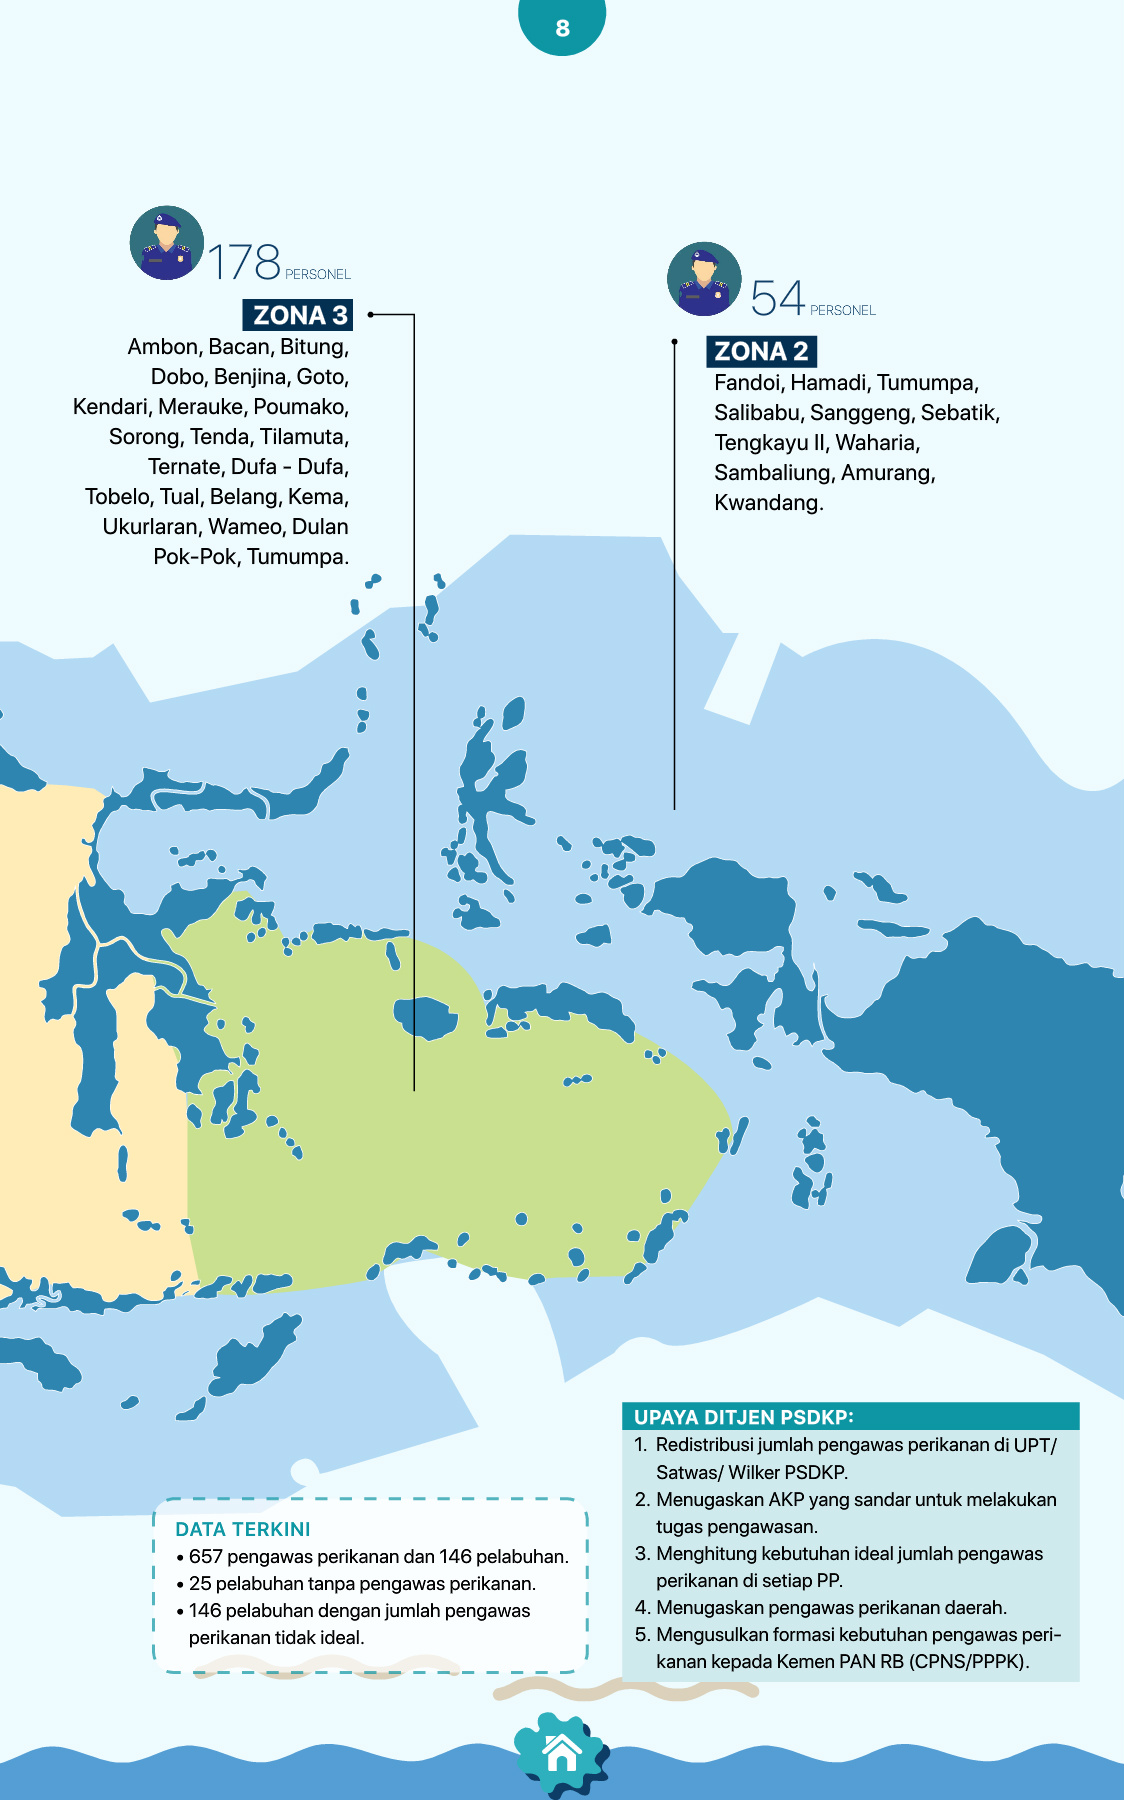 8
178 PERSONEL
ZONA 3
Ambon, Bacan, Bitung,
Dobo, Benjina, Goto,
Kendari, Merauke, Poumako,
Sorong, Tenda, Tilamuta,
Ternate, Dufa - Dufa,
Tobelo, Tual, Belang, Kema,
Ukurlaran, Wameo, Dulan
Pok-Pok, Tumumpa.
54 PERSONEL
ZONA 2
Fandoi, Hamadi, Tumumpa,
Salibabu, Sanggeng, Sebatik,
Tengkayu II, Waharia,
Sambaliung, Amurang,
Kwandang.
DATA TERKINI
• 657 pengawas perikanan dan 146 pelabuhan.
• 25 pelabuhan tanpa pengawas perikanan.
• 146 pelabuhan dengan jumlah pengawas
perikanan tidak ideal.
UPAYA DITJEN PSDKP:
1. Redistribusi jumlah pengawas perikanan di UPT/
Satwas/ Wilker PSDKP.
2. Menugaskan AKP yang sandar untuk melakukan
tugas pengawasan.
3. Menghitung kebutuhan ideal jumlah pengawas
perikanan di setiap PP.
4. Menugaskan pengawas perikanan daerah.
5. Mengusulkan formasi kebutuhan pengawas peri-
kanan kepada Kemen PAN RB (CPNS/PPPK).